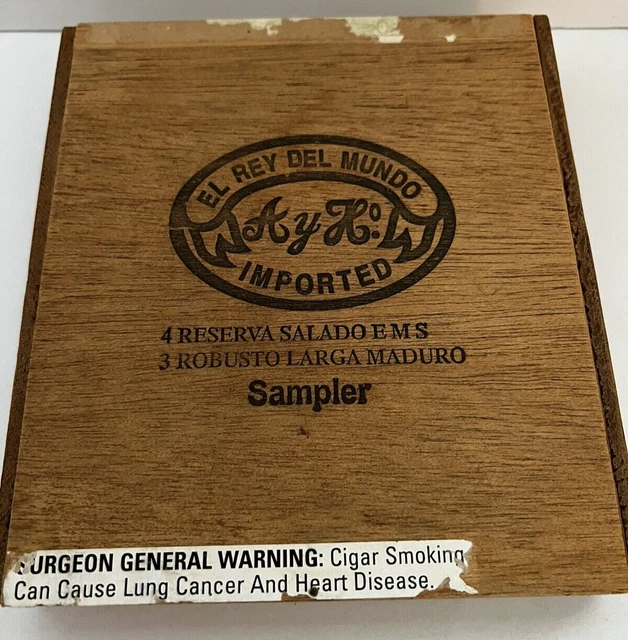 EL REY DEL MUNDO
A y Hº.
IMPORTED
4 RESERVA SALADO E M S
3 ROBUSTO LARGA MADURO
Sampler
URGEON GENERAL WARNING: Cigar Smoking
Can Cause Lung Cancer And Heart Disease.